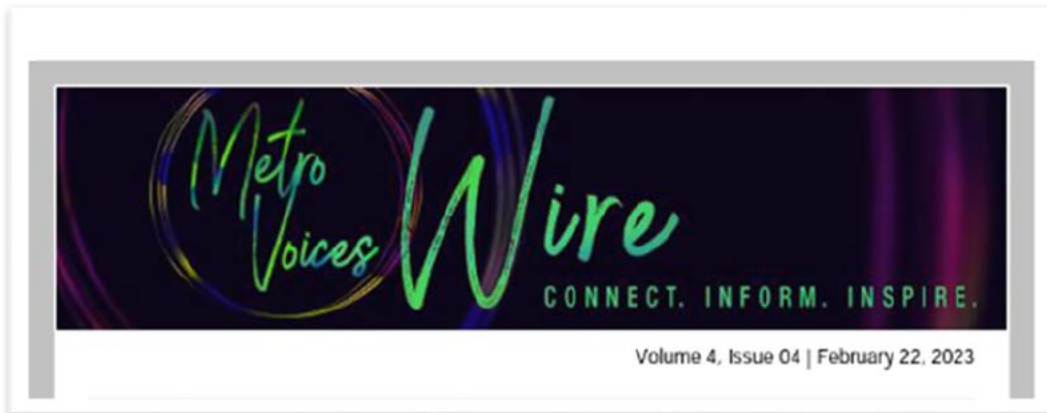 Metro
Voices
Wire
CONNECT. INFORM. INSPIRE.
Volume 4, Issue 04 | February 22, 2023